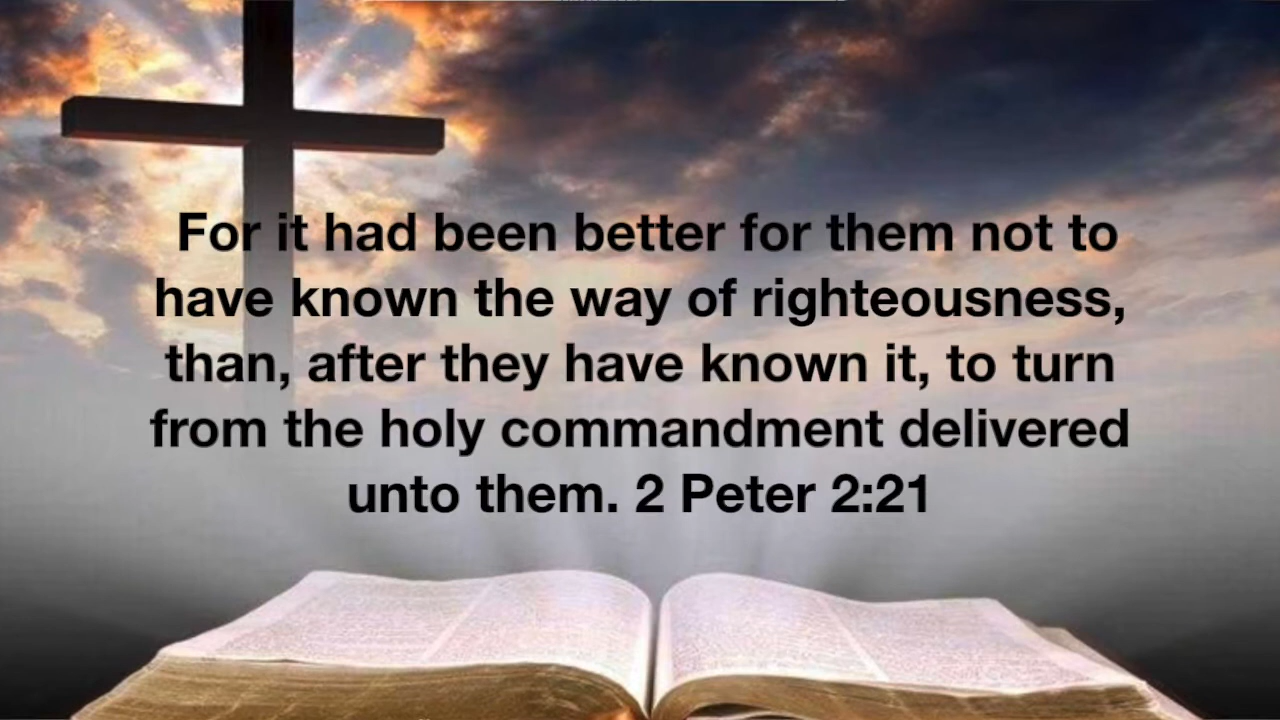 For it had been better for them not to
have known the way of righteousness,
than, after they have known it, to turn
from the holy commandment delivered
unto them. 2 Peter 2:21